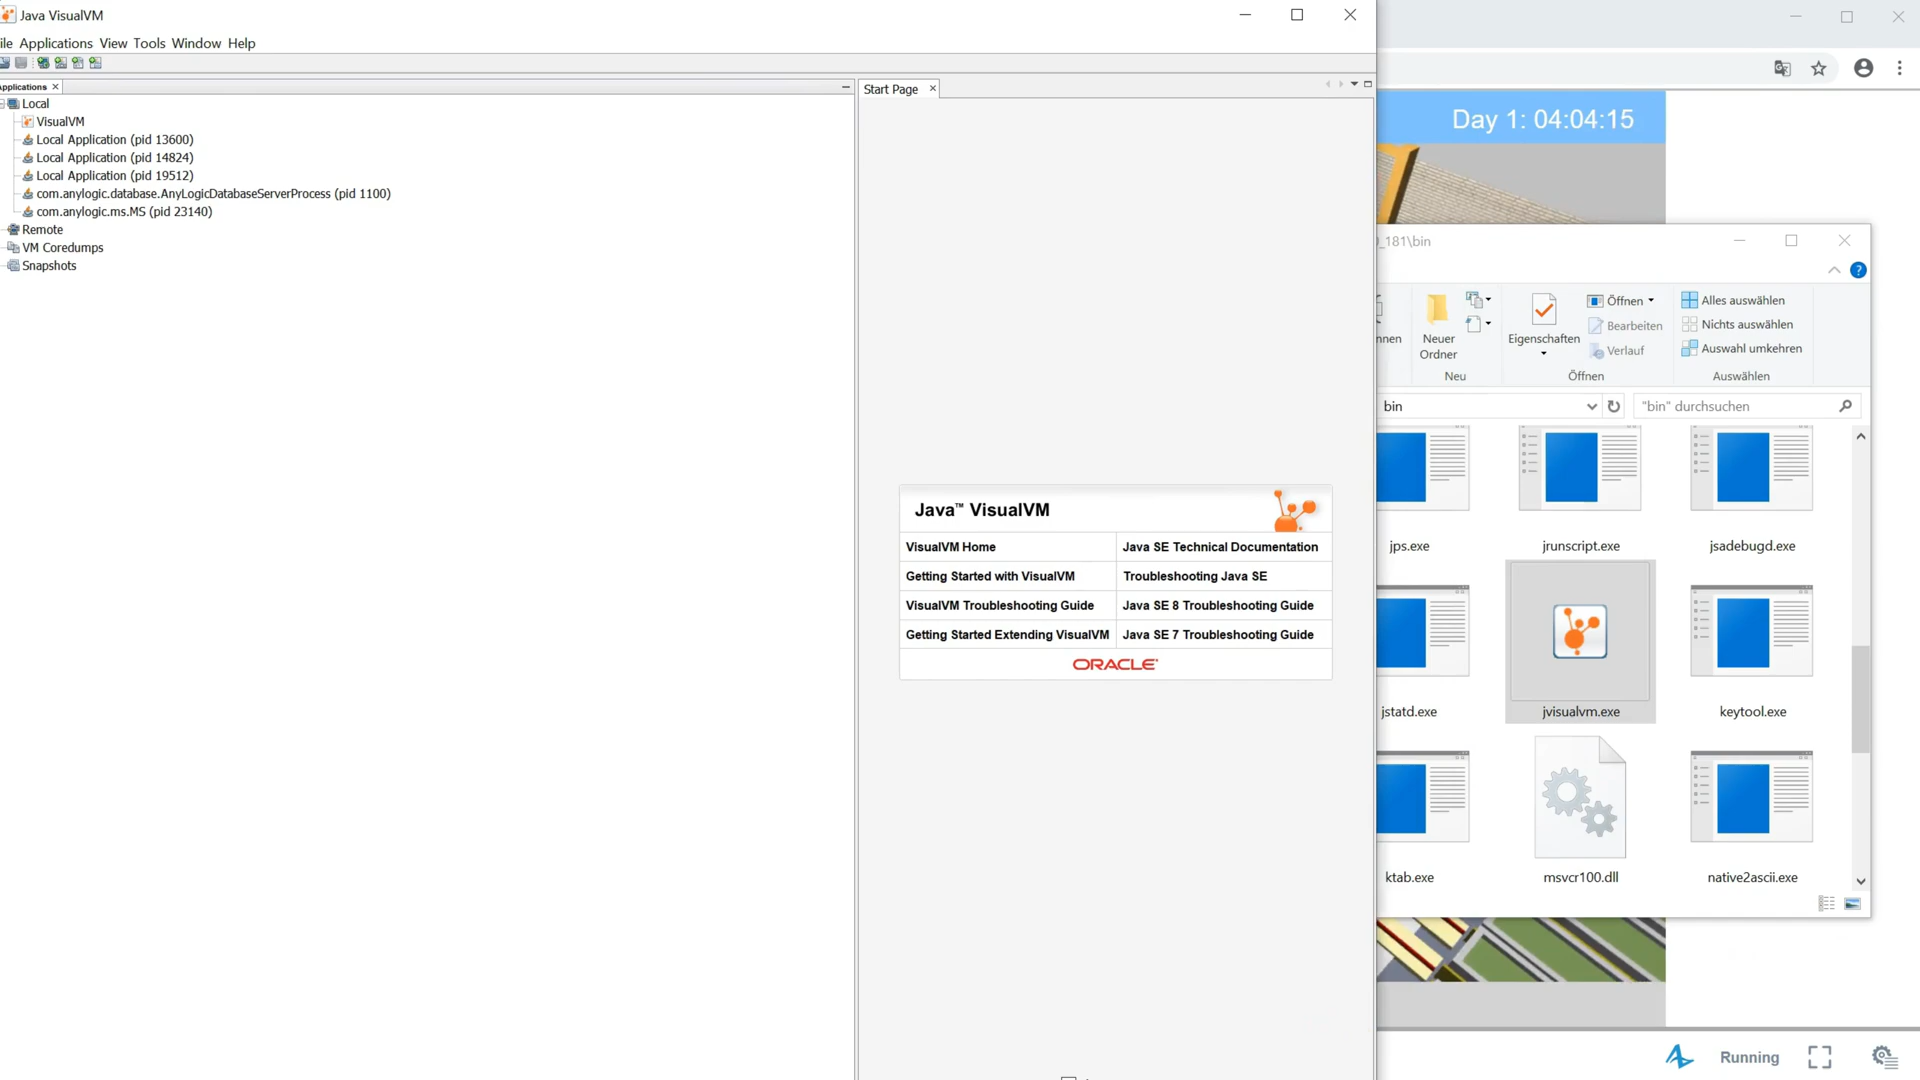 Java VisualVM
ile Applications View Tools Window Help
pplications
Local
VisualVM
Local Application (pid 13600)
Local Application (pid 14824)
Local Application (pid 19512)
com.anylogic.database.AnyLogicDatabaseServerProcess (pid 1100)
com.anylogic.ms.MS (pid 23140)
Remote
VM Coredumps
Snapshots
Start Page
Java™ VisualVM
VisualVM Home
Java SE Technical Documentation
Getting Started with VisualVM
Troubleshooting Java SE
VisualVM Troubleshooting Guide
Java SE 8 Troubleshooting Guide
Getting Started Extending VisualVM
Java SE 7 Troubleshooting Guide
ORACLE
Day 1: 04:04:15
_181\bin
nnen
Neuer
Ordner
Neu
Eigenschaften
Öffnen
Bearbeiten
Verlauf
Öffnen
Alles auswählen
Nichts auswählen
Auswahl umkehren
Auswählen
bin
"bin" durchsuchen
jps.exe
jrunscript.exe
jsadebugd.exe
jstatd.exe
jvisualvm.exe
keytool.exe
ktab.exe
msvcr100.dll
native2ascii.exe
Running